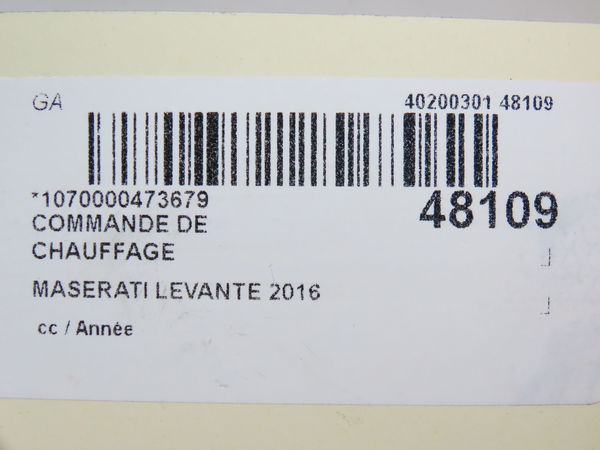 GA
40200301 48109
*1070000473679
48109
COMMANDE DE
CHAUFFAGE
MASERATI LEVANTE 2016
cc / Année